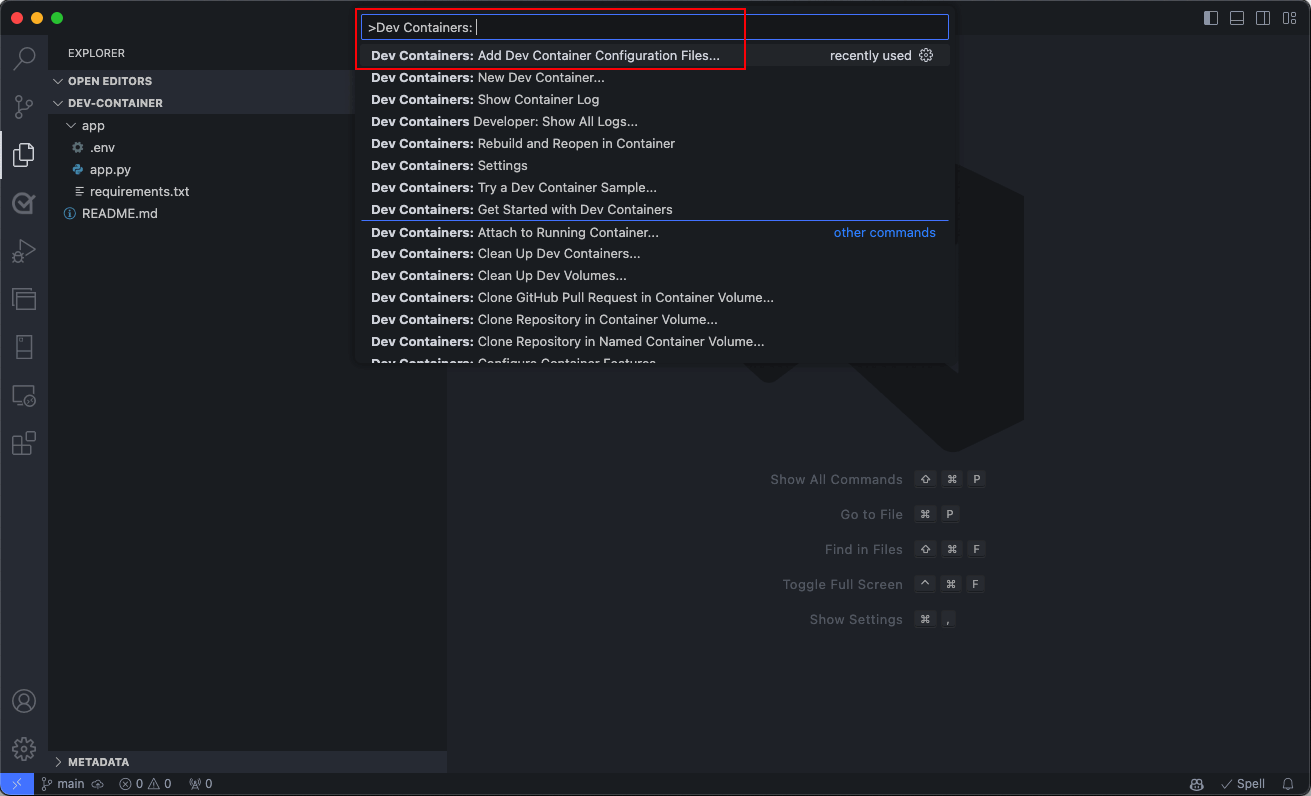 >Dev Containers:
Dev Containers: Add Dev Container Configuration Files... recently used
Dev Containers: New Dev Container...
Dev Containers: Show Container Log
Dev Containers Developer: Show All Logs...
Dev Containers: Rebuild and Reopen in Container
Dev Containers: Settings
Dev Containers: Try a Dev Container Sample...
Dev Containers: Get Started with Dev Containers
Dev Containers: Attach to Running Container... other commands
Dev Containers: Clean Up Dev Containers...
Dev Containers: Clean Up Dev Volumes...
Dev Containers: Clone GitHub Pull Request in Container Volume...
Dev Containers: Clone Repository in Container Volume...
Dev Containers: Clone Repository in Named Container Volume...
Dev Containers: Configure Container Features
EXPLORER
OPEN EDITORS
DEV-CONTAINER
app
.env
app.py
requirements.txt
README.md
METADATA
Show All Commands ⇧ ⌘ P
Go to File ⌘ P
Find in Files ⇧ ⌘ F
Toggle Full Screen ^ ⌘ F
Show Settings ⌘ ,
main 0 0 0 Spell